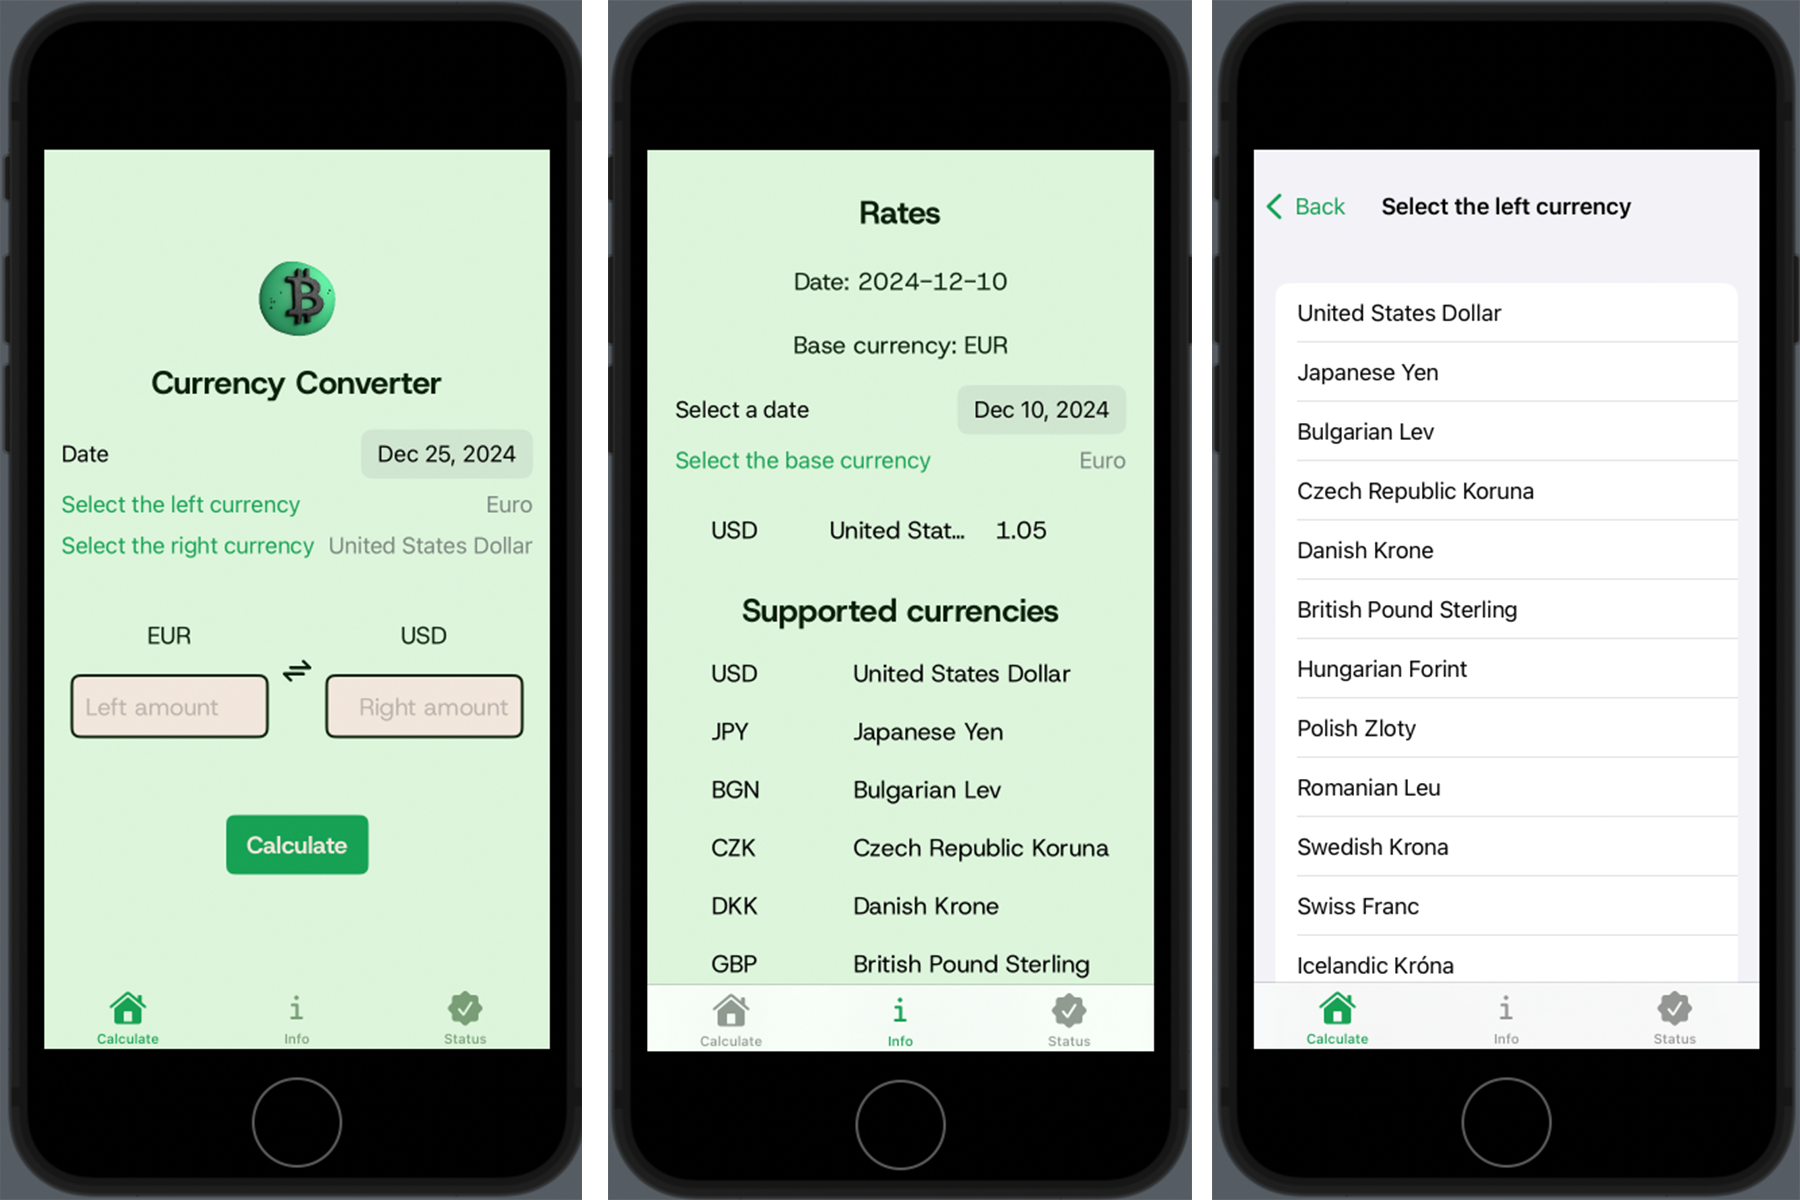 Currency Converter
Date Dec 25, 2024
Select the left currency Euro
Select the right currency United States Dollar
EUR USD
Left amount Right amount
Calculate
Calculate Info Status
Rates
Date: 2024-12-10
Base currency: EUR
Select a date Dec 10, 2024
Select the base currency Euro
USD United Stat... 1.05
Supported currencies
USD United States Dollar
JPY Japanese Yen
BGN Bulgarian Lev
CZK Czech Republic Koruna
DKK Danish Krone
GBP British Pound Sterling
Calculate Info Status
Back Select the left currency
United States Dollar
Japanese Yen
Bulgarian Lev
Czech Republic Koruna
Danish Krone
British Pound Sterling
Hungarian Forint
Polish Zloty
Romanian Leu
Swedish Krona
Swiss Franc
Icelandic Króna
Calculate Info Status